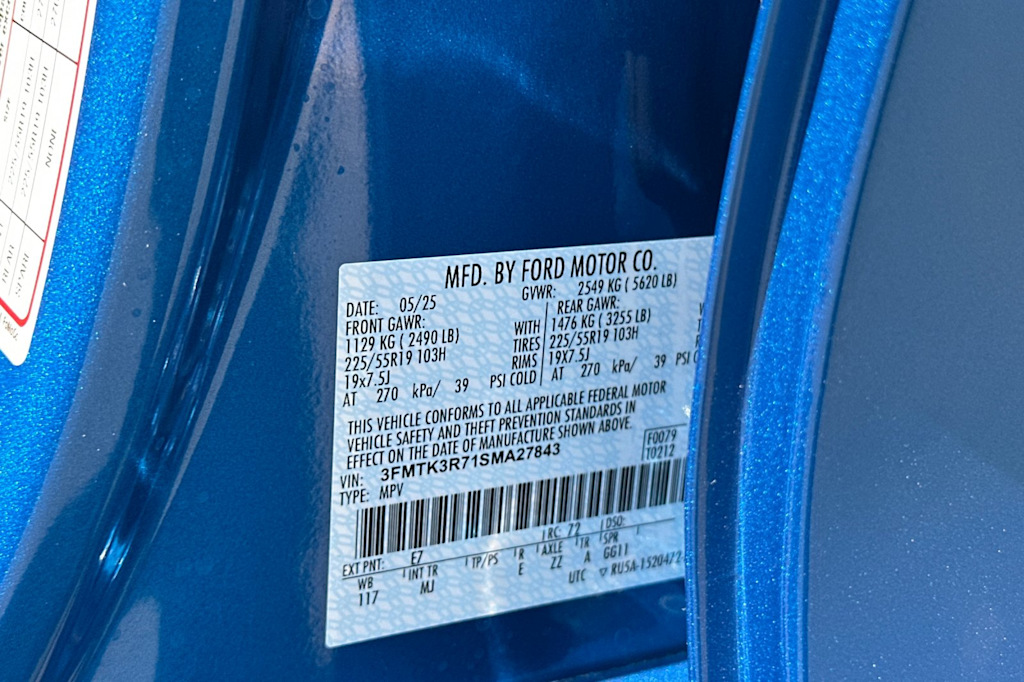 MFD. BY FORD MOTOR CO.
DATE: 05/25 GVWR: 2549 KG ( 5620 LB)
FRONT GAWR: REAR GAWR:
1129 KG ( 2490 LB) WITH 1476 KG ( 3255 LB)
225/55R19 103H TIRES 225/55R19 103H
19x7.5J RIMS 19X7.5J
AT 270 kPa/ 39 PSI COLD AT 270 kPa/ 39 PSI
THIS VEHICLE CONFORMS TO ALL APPLICABLE FEDERAL MOTOR
VEHICLE SAFETY AND THEFT PREVENTION STANDARDS IN
EFFECT ON THE DATE OF MANUFACTURE SHOWN ABOVE.
F0079
T0212
VIN: 3FMTK3R71SMA27843
TYPE: MPV
EXT PNT: E7 RC: 72 DSO:
WB INT TR TP/PS R AXLE TR SPR
117 MJ E ZZ A GG11
UTC ▽ RU5A-1520472
SIZE
NONE